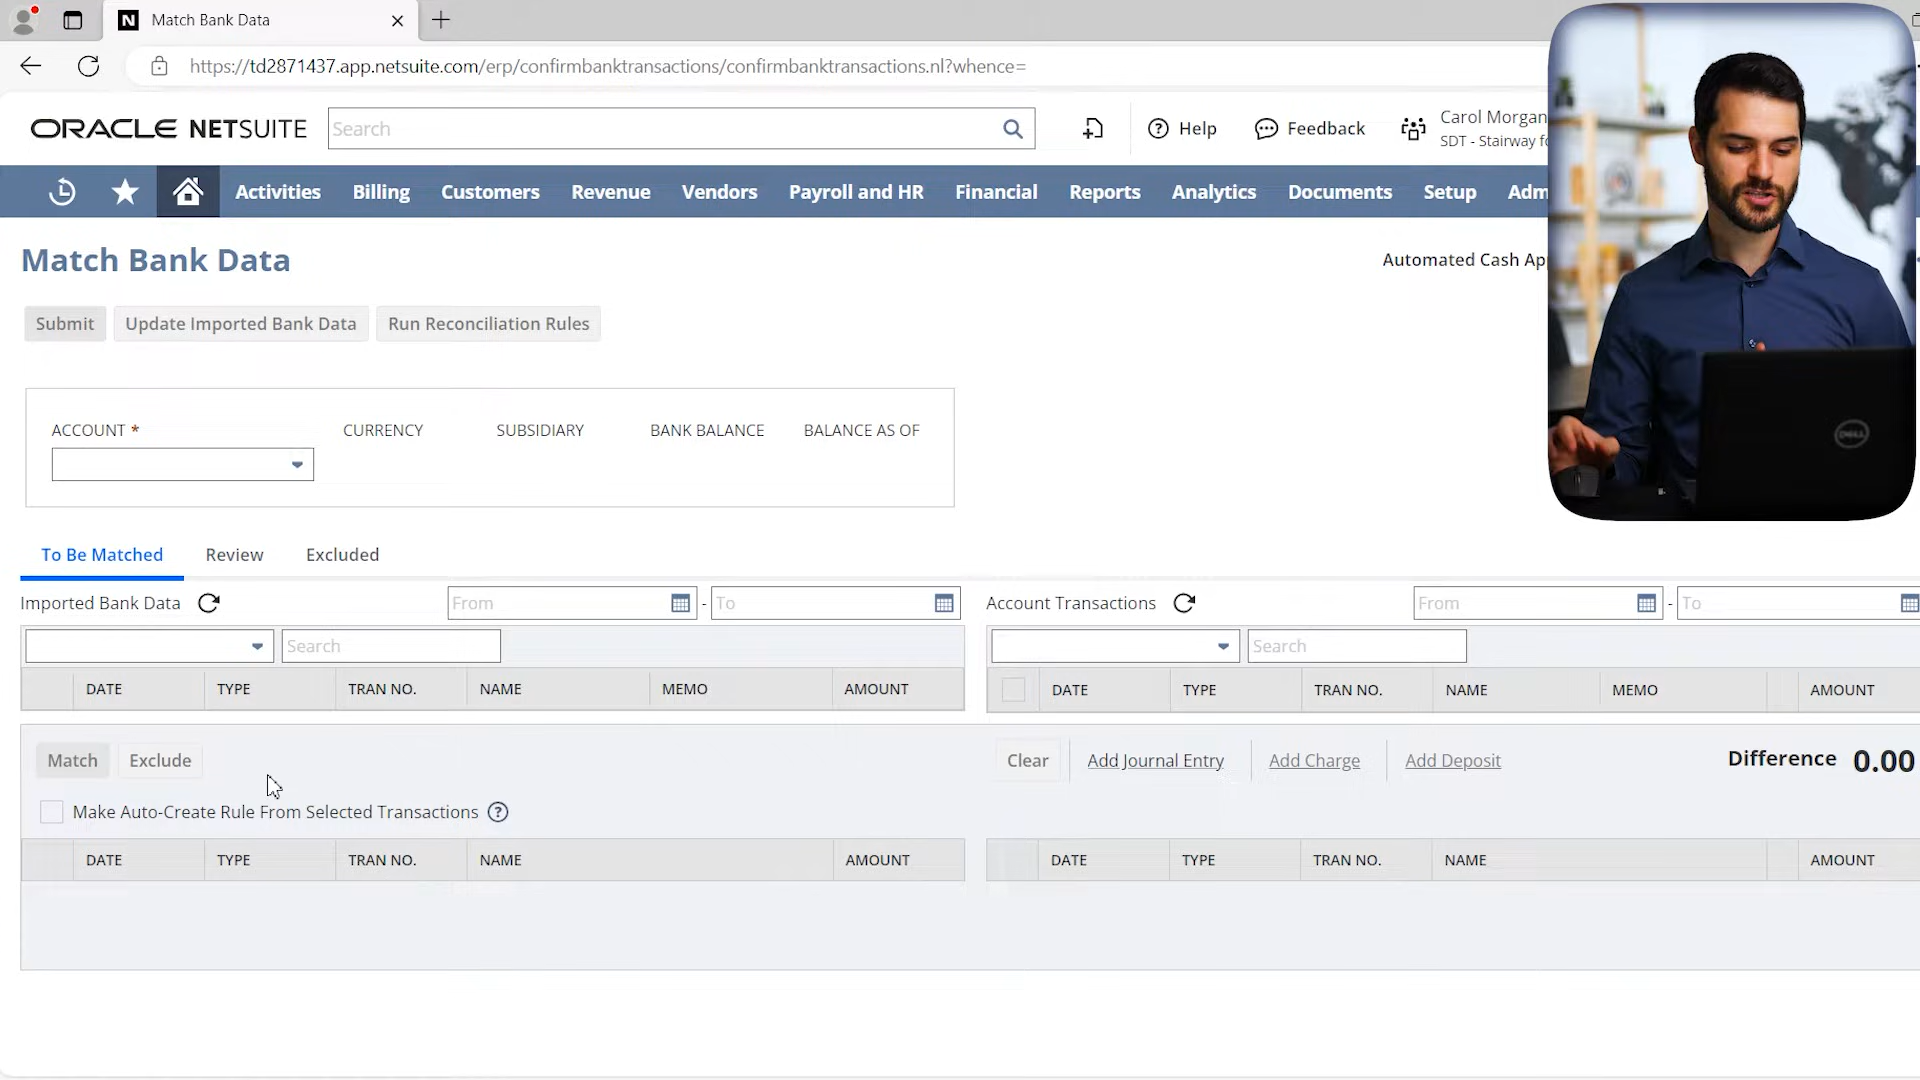 Match Bank Data
https://td2871437.app.netsuite.com/erp/confirmbanktransactions/confirmbanktransactions.nl?whence=
ORACLE NETSUITE
Search
Help
Feedback
Carol Morgan
SDT - Stairway fo
Activities Billing Customers Revenue Vendors Payroll and HR Financial Reports Analytics Documents Setup Adm
Match Bank Data
Automated Cash App
Submit Update Imported Bank Data Run Reconciliation Rules
ACCOUNT * CURRENCY SUBSIDIARY BANK BALANCE BALANCE AS OF
To Be Matched Review Excluded
Imported Bank Data From - To Account Transactions From - To
Search Search
DATE TYPE TRAN NO. NAME MEMO AMOUNT DATE TYPE TRAN NO. NAME MEMO AMOUNT
Match Exclude Clear Add Journal Entry Add Charge Add Deposit Difference 0.00
Make Auto-Create Rule From Selected Transactions ?
DATE TYPE TRAN NO. NAME AMOUNT DATE TYPE TRAN NO. NAME AMOUNT
DELL